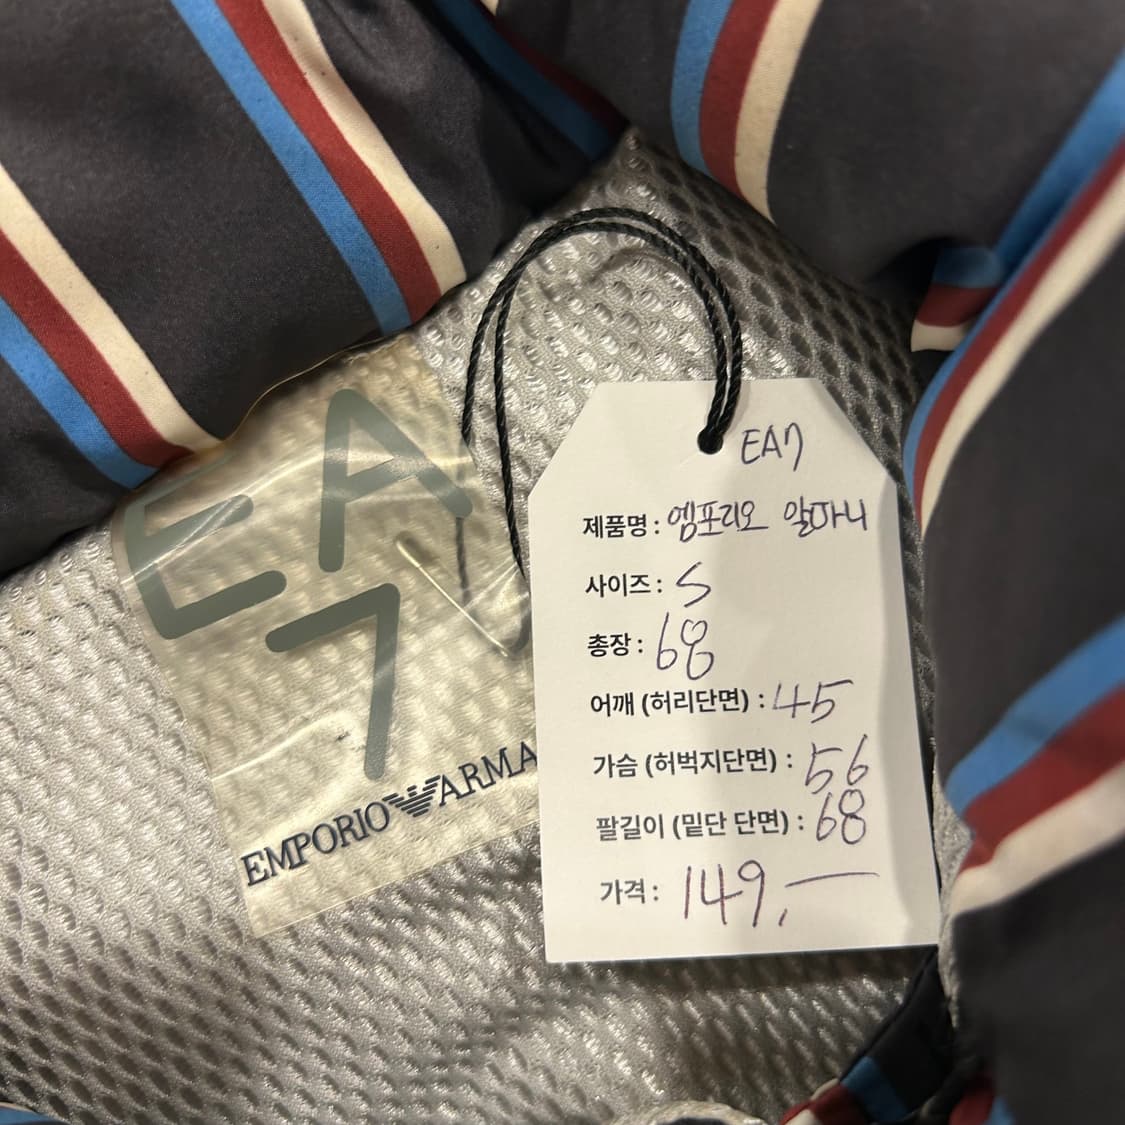 EA
7
EMPORIO ARMA
EA7
제품명 : 엠포리오 알마니
사이즈 : S
총장 : 68
어깨 (허리단면) : 45
가슴 (허벅지단면) : 56
팔길이 (밑단 단면) : 68
가격 : 149,—